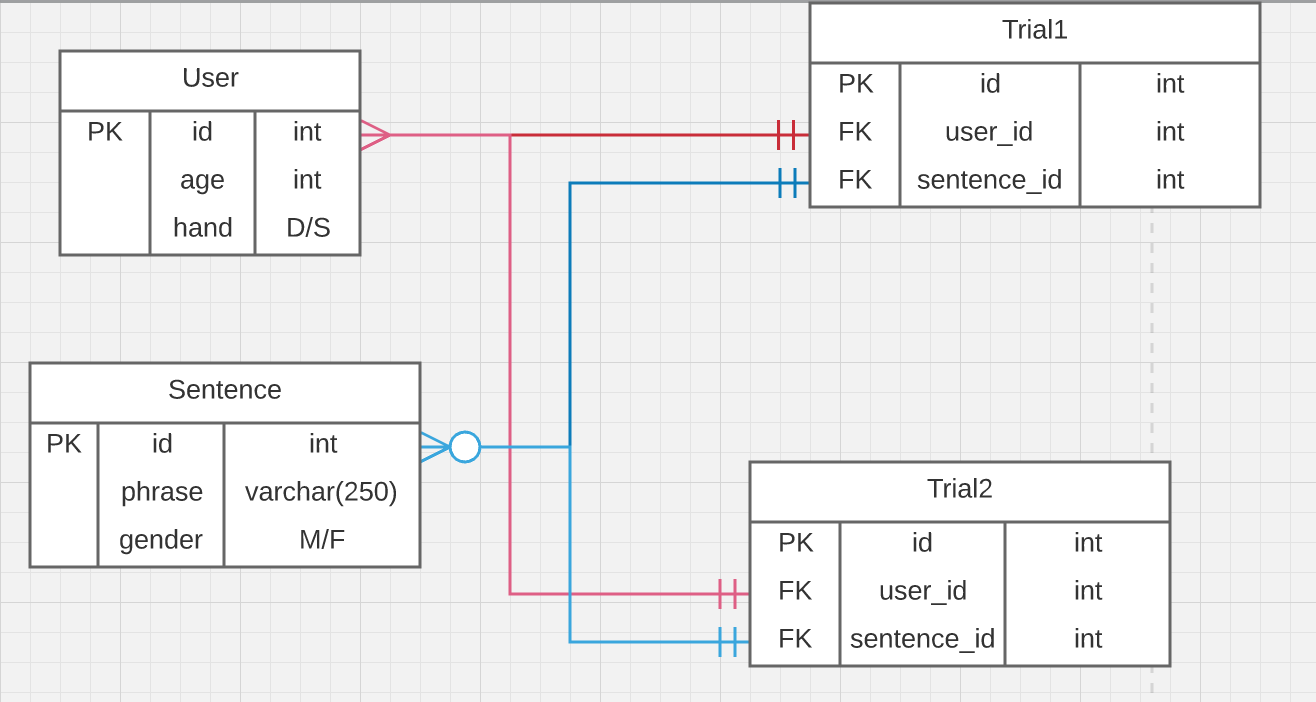 User
PK id int
age int
hand D/S
Trial1
PK id int
FK user_id int
FK sentence_id int
Sentence
PK id int
phrase varchar(250)
gender M/F
Trial2
PK id int
FK user_id int
FK sentence_id int